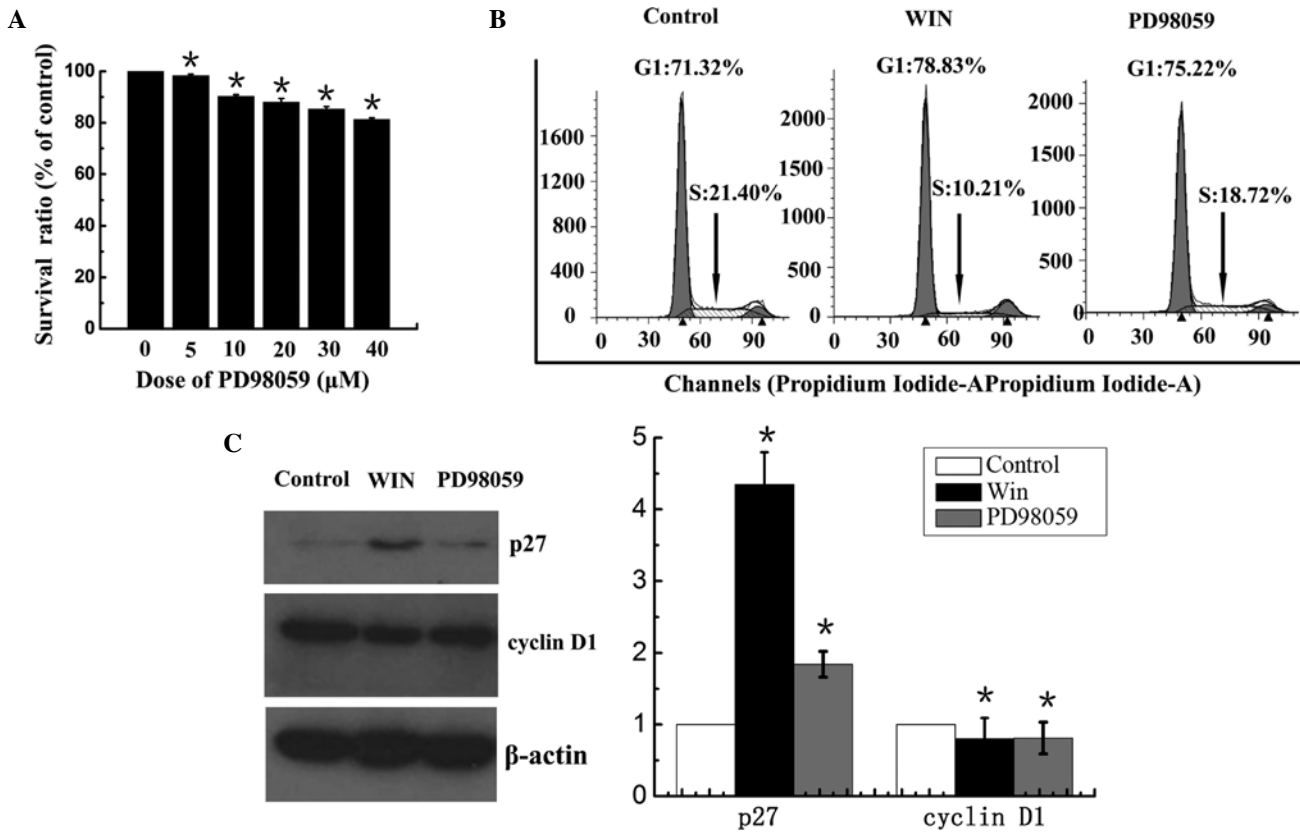 A
Survival ratio (% of control)
100
80
60
40
20
0
0 5 10 20 30 40
* * * * *
Dose of PD98059 (μM)
B
Control WIN PD98059
G1:71.32% G1:78.83% G1:75.22%
S:21.40% S:10.21% S:18.72%
1600
1200
800
400
0
0 30 60 90
2000
1500
1000
500
0
0 30 60 90
2000
1600
1200
800
400
0
0 30 60 90
Channels (Propidium Iodide-APropidium Iodide-A)
C
Control WIN PD98059
p27
cyclin D1
β-actin
5
4
3
2
1
0
* * * *
p27 cyclin D1
Control
Win
PD98059